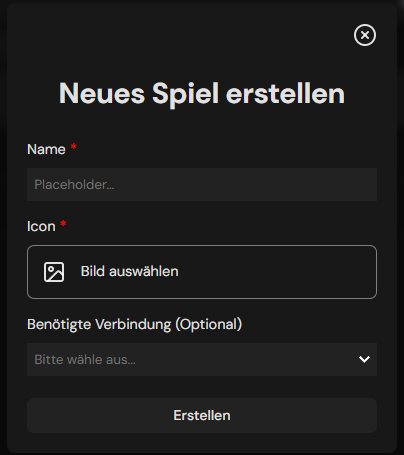 Neues Spiel erstellen
Name *
Placeholder...
Icon *
Bild auswählen
Benötigte Verbindung (Optional)
Bitte wähle aus...
Erstellen